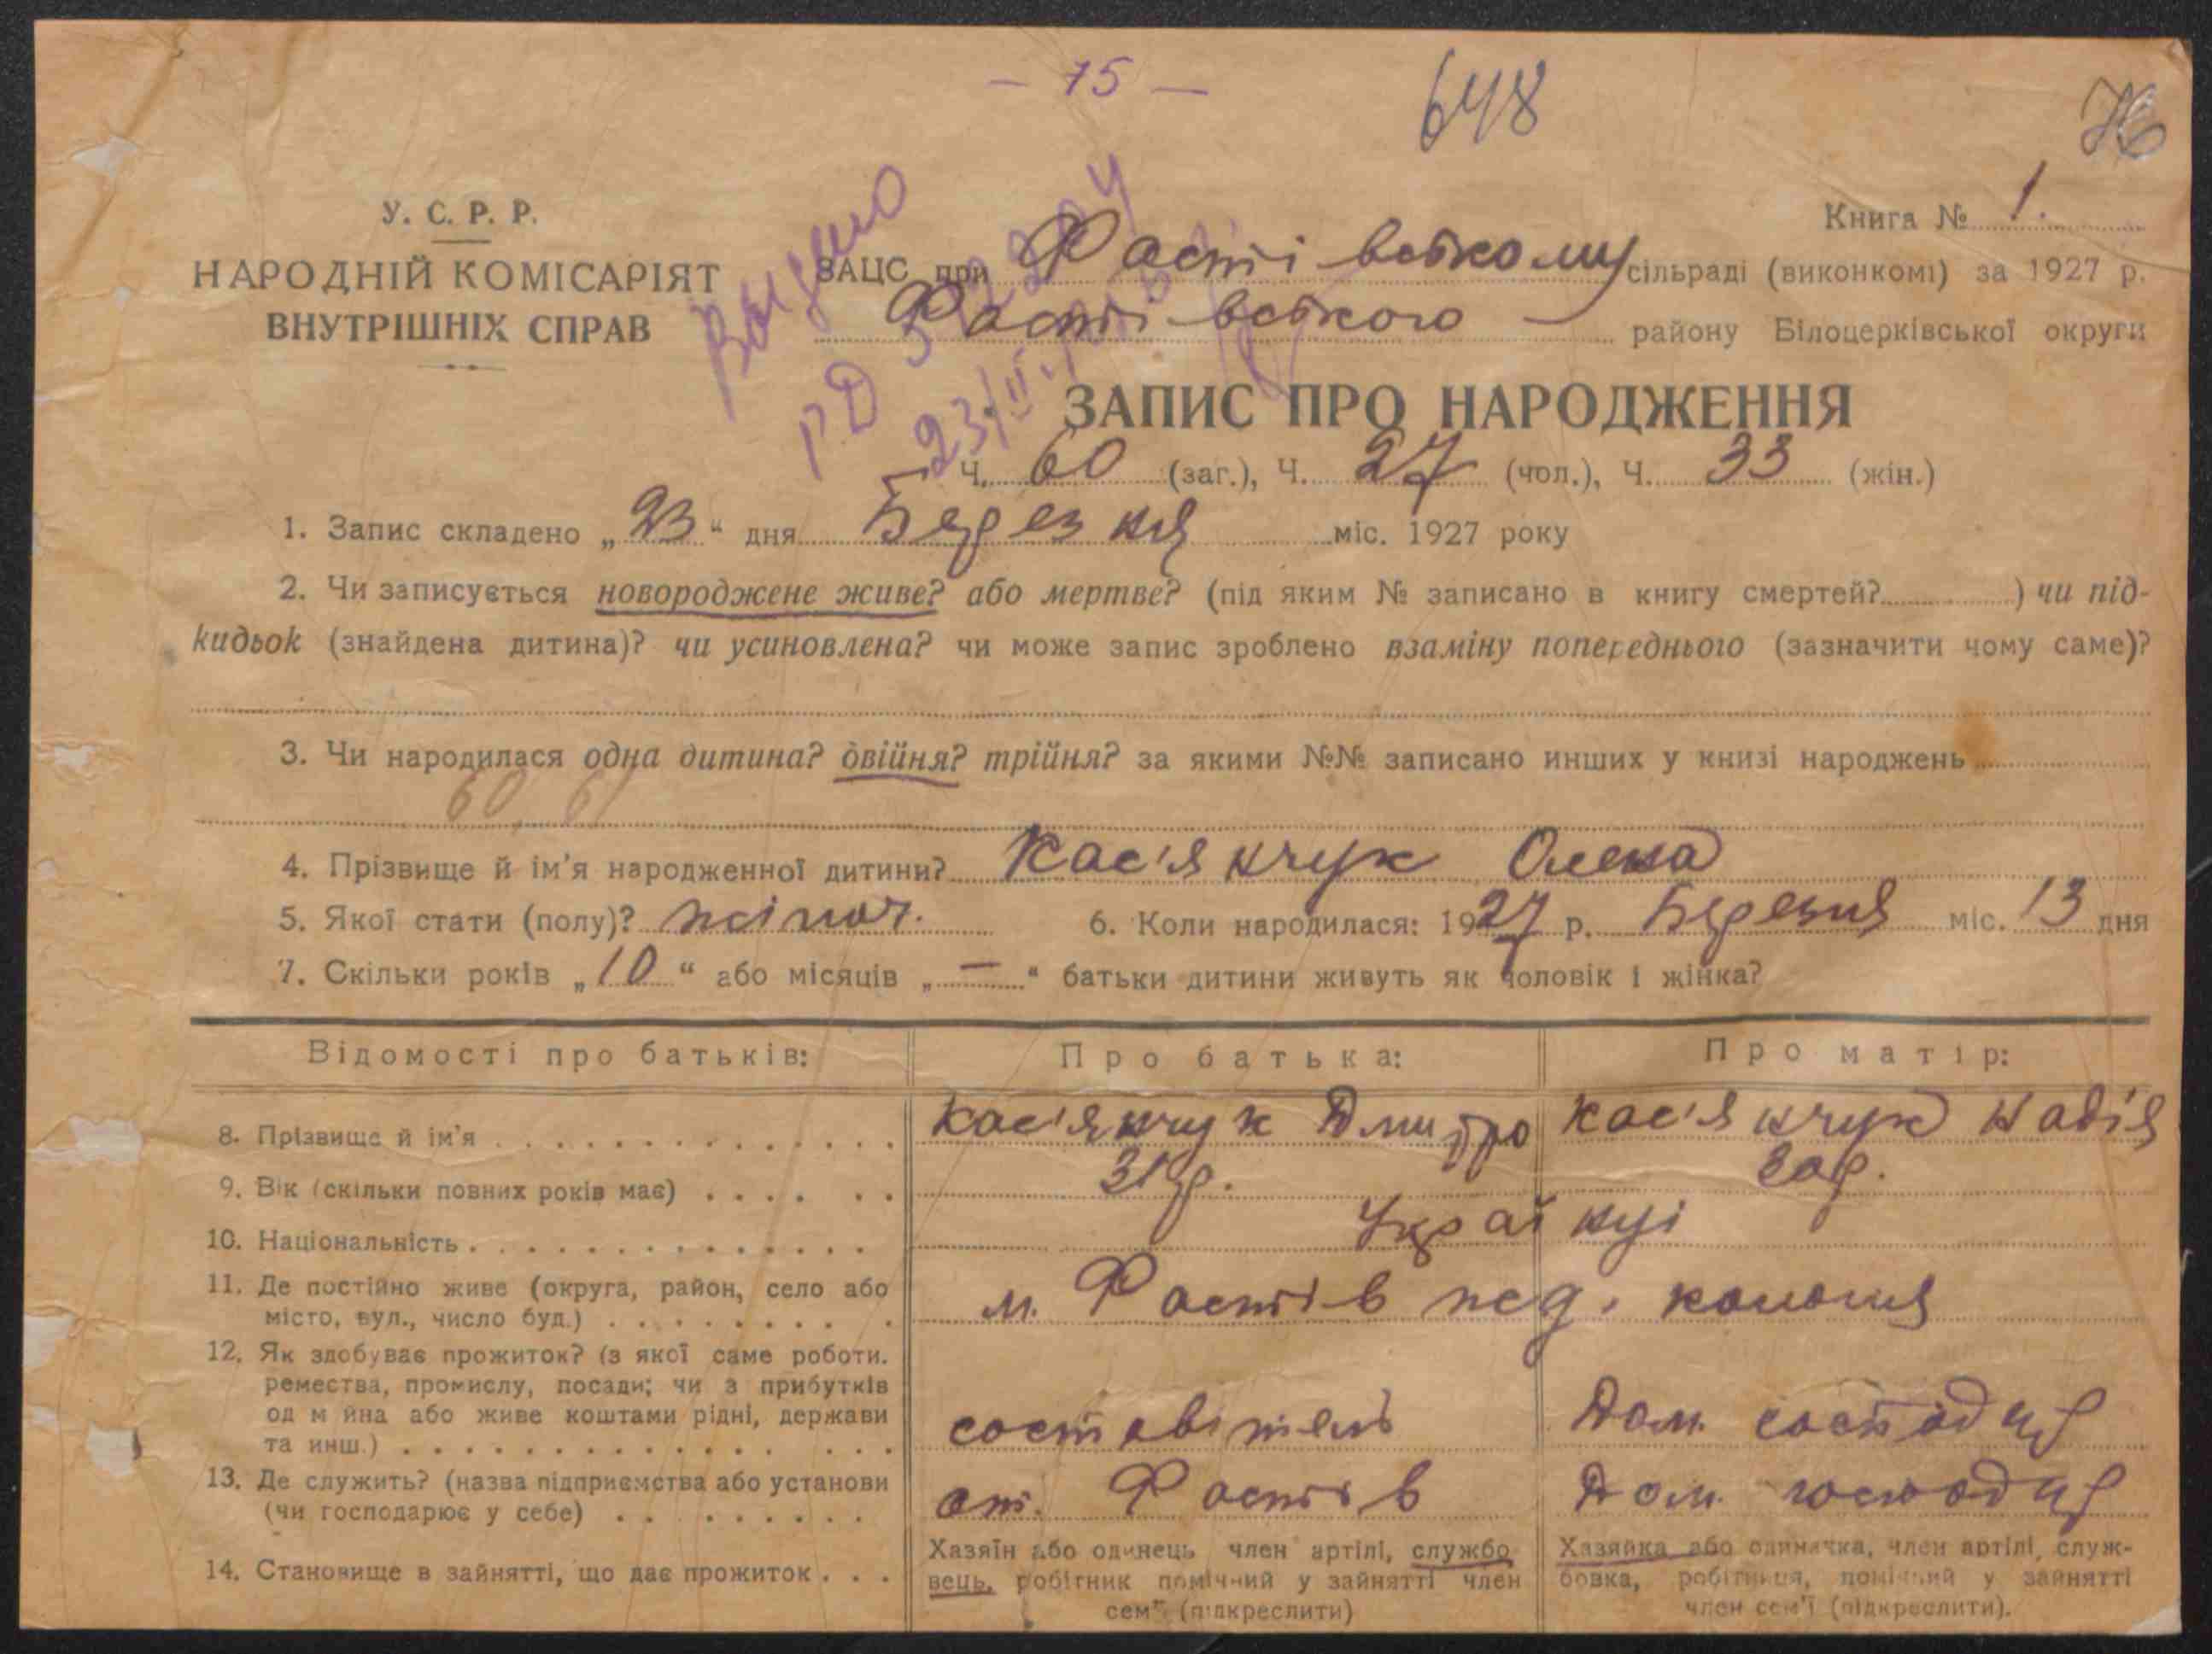 — 15 —
648
У. С. Р. Р.
НАРОДНІЙ КОМІСАРІЯТ
ВНУТРІШНІХ СПРАВ
Видано
23/II
Книга № 1.
ЗАЦС при Фастівському сільраді (виконкомі) за 1927 р.
Фастівського району Білоцерківської округи
ЗАПИС ПРО НАРОДЖЕННЯ
Ч. 60 (заг.), Ч. 27 (чол.), Ч. 33 (жін.)
1. Запис складено „23“ дня Березня міс. 1927 року
2. Чи записується новороджене живе? або мертве? (під яким № записано в книгу смертей? ) чи під-
кидьок (знайдена дитина)? чи усиновлена? чи може запис зроблено взаміну попереднього (зазначити чому саме)?
3. Чи народилася одна дитина? двійня? трійня? за якими №№ записано инших у книзі народжень
60, 61
4. Прізвище й ім'я народженної дитини? Кас'янчук Олена
5. Якої стати (полу)? жіноч. 6. Коли народилася: 1927 р. Березня міс. 13 дня
7. Скільки років „10“ або місяців „—“ батьки дитини живуть як чоловік і жінка?
Відомості про батьків: Про батька: Про матір:
8. Прізвище й ім'я Кас'янчук Дмитро Кас'янчук Надія
9. Вік (скільки повних років має) 31 р. 30 р.
10. Національність Українці
11. Де постійно живе (округа, район, село або
місто, вул., число буд.) м. Фастів жед. колонія
12. Як здобуває прожиток? (з якої саме роботи.
ремества, промислу, посади; чи з прибутків
од м йна або живе коштами рідні, держави
та инш.) составітель Дом. господар
13. Де служить? (назва підприємства або установи
(чи господарює у себе) ст. Фастів Дом. господар
14. Становище в зайнятті, що дає прожиток
Хазяїн або одинець член артілі, службо
вець, робітник помічний у зайнятті член
сем'ї (підкреслити)
Хазяйка або одиначка, член артілі, служ-
бовка, робітниця, помічний у зайнятті
член сем'ї (підкреслити).